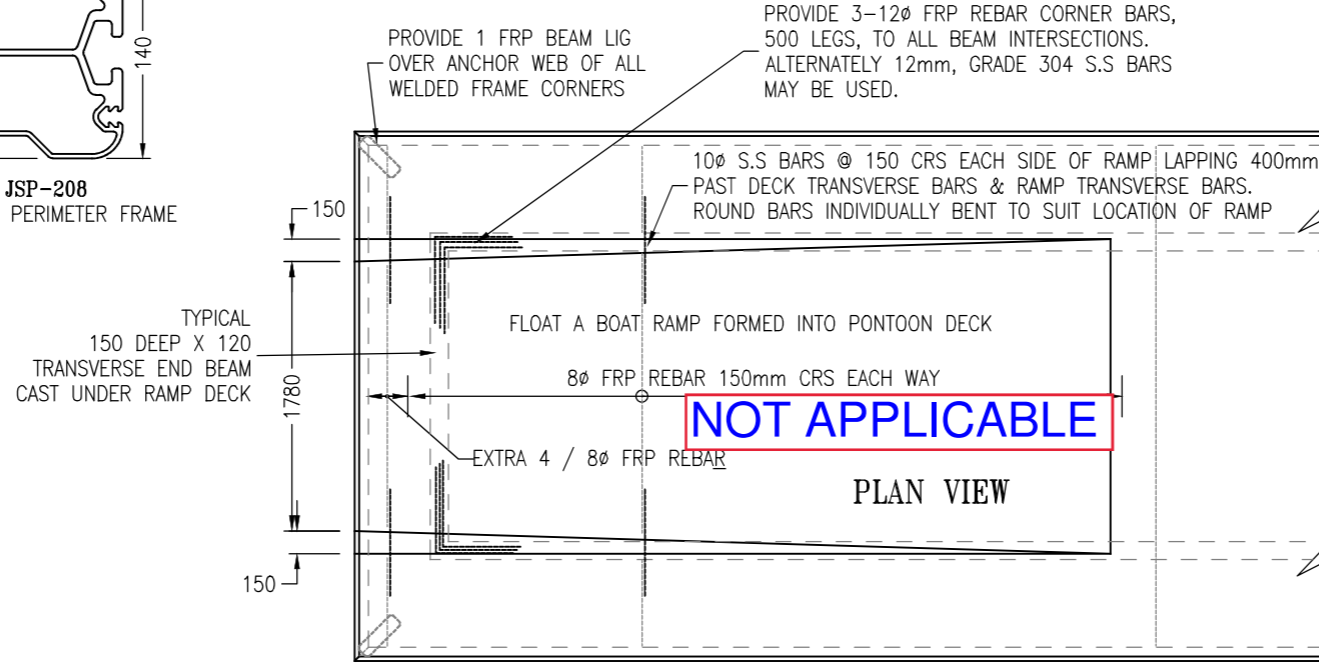 PROVIDE 3-12ø FRP REBAR CORNER BARS,
500 LEGS, TO ALL BEAM INTERSECTIONS.
ALTERNATELY 12mm, GRADE 304 S.S BARS
MAY BE USED.
PROVIDE 1 FRP BEAM LIG
OVER ANCHOR WEB OF ALL
WELDED FRAME CORNERS
140
JSP-208
PERIMETER FRAME
10ø S.S BARS @ 150 CRS EACH SIDE OF RAMP LAPPING 400mm
PAST DECK TRANSVERSE BARS & RAMP TRANSVERSE BARS.
ROUND BARS INDIVIDUALLY BENT TO SUIT LOCATION OF RAMP
150
TYPICAL
150 DEEP X 120
TRANSVERSE END BEAM
CAST UNDER RAMP DECK
1780
FLOAT A BOAT RAMP FORMED INTO PONTOON DECK
8ø FRP REBAR 150mm CRS EACH WAY
NOT APPLICABLE
EXTRA 4 / 8ø FRP REBAR
PLAN VIEW
150